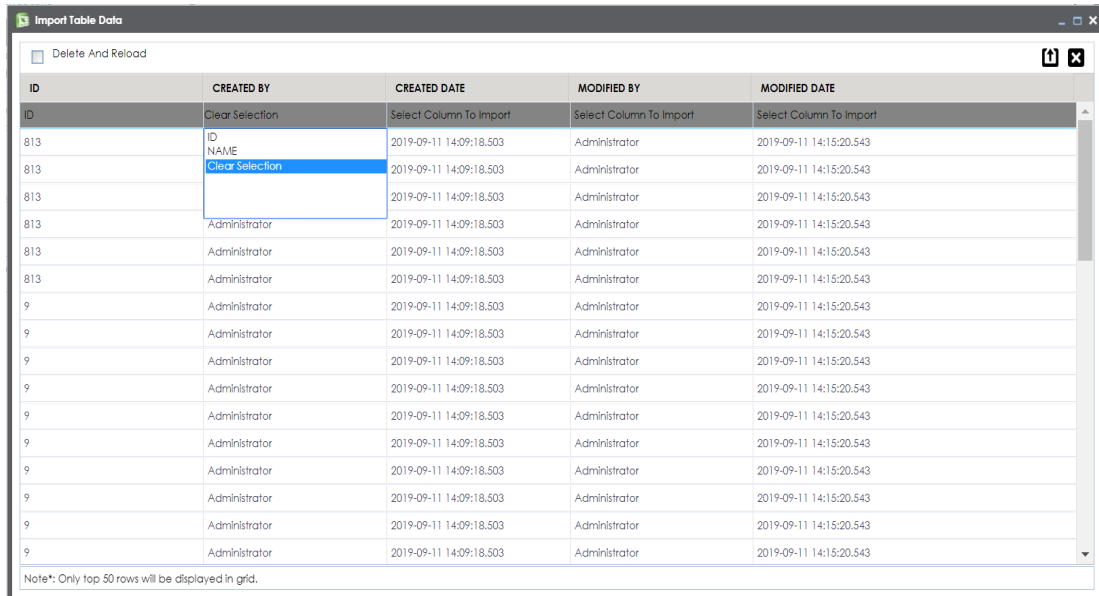 Import Table Data
Delete And Reload
ID CREATED BY CREATED DATE MODIFIED BY MODIFIED DATE
ID Clear Selection Select Column To Import Select Column To Import Select Column To Import
813 ID 2019-09-11 14:09:18.503 Administrator 2019-09-11 14:15:20.543
NAME
813 Clear Selection 2019-09-11 14:09:18.503 Administrator 2019-09-11 14:15:20.543
813 2019-09-11 14:09:18.503 Administrator 2019-09-11 14:15:20.543
813 Administrator 2019-09-11 14:09:18.503 Administrator 2019-09-11 14:15:20.543
813 Administrator 2019-09-11 14:09:18.503 Administrator 2019-09-11 14:15:20.543
813 Administrator 2019-09-11 14:09:18.503 Administrator 2019-09-11 14:15:20.543
9 Administrator 2019-09-11 14:09:18.503 Administrator 2019-09-11 14:15:20.543
9 Administrator 2019-09-11 14:09:18.503 Administrator 2019-09-11 14:15:20.543
9 Administrator 2019-09-11 14:09:18.503 Administrator 2019-09-11 14:15:20.543
9 Administrator 2019-09-11 14:09:18.503 Administrator 2019-09-11 14:15:20.543
9 Administrator 2019-09-11 14:09:18.503 Administrator 2019-09-11 14:15:20.543
9 Administrator 2019-09-11 14:09:18.503 Administrator 2019-09-11 14:15:20.543
9 Administrator 2019-09-11 14:09:18.503 Administrator 2019-09-11 14:15:20.543
9 Administrator 2019-09-11 14:09:18.503 Administrator 2019-09-11 14:15:20.543
9 Administrator 2019-09-11 14:09:18.503 Administrator 2019-09-11 14:15:20.543
9 Administrator 2019-09-11 14:09:18.503 Administrator 2019-09-11 14:15:20.543
Note*: Only top 50 rows will be displayed in grid.